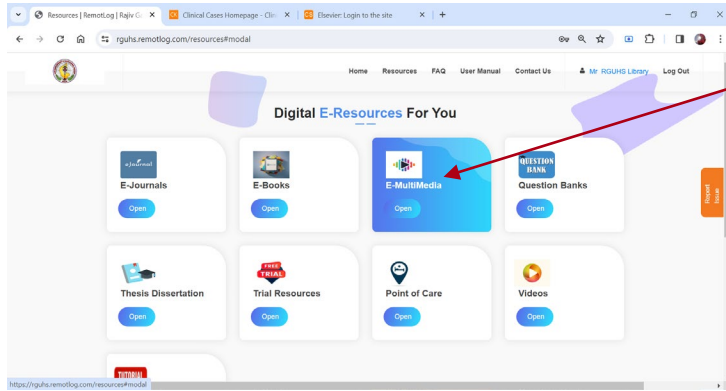 Resources | RemotLog | Rajiv G
Clinical Cases Homepage - Clin
Elsevier: Login to the site
rguhs.remotlog.com/resources#modal
Home Resources FAQ User Manual Contact Us Mr RGUHS Library Log Out
Digital E-Resources For You
eJournal
QUESTION
BANK
E-Journals E-Books E-MultiMedia Question Banks
Open Open Open Open
Report
Issue
FREE
TRIAL
Thesis Dissertation Trial Resources Point of Care Videos
Open Open Open Open
TUTORIAL
https://rguhs.remotlog.com/resources#modal